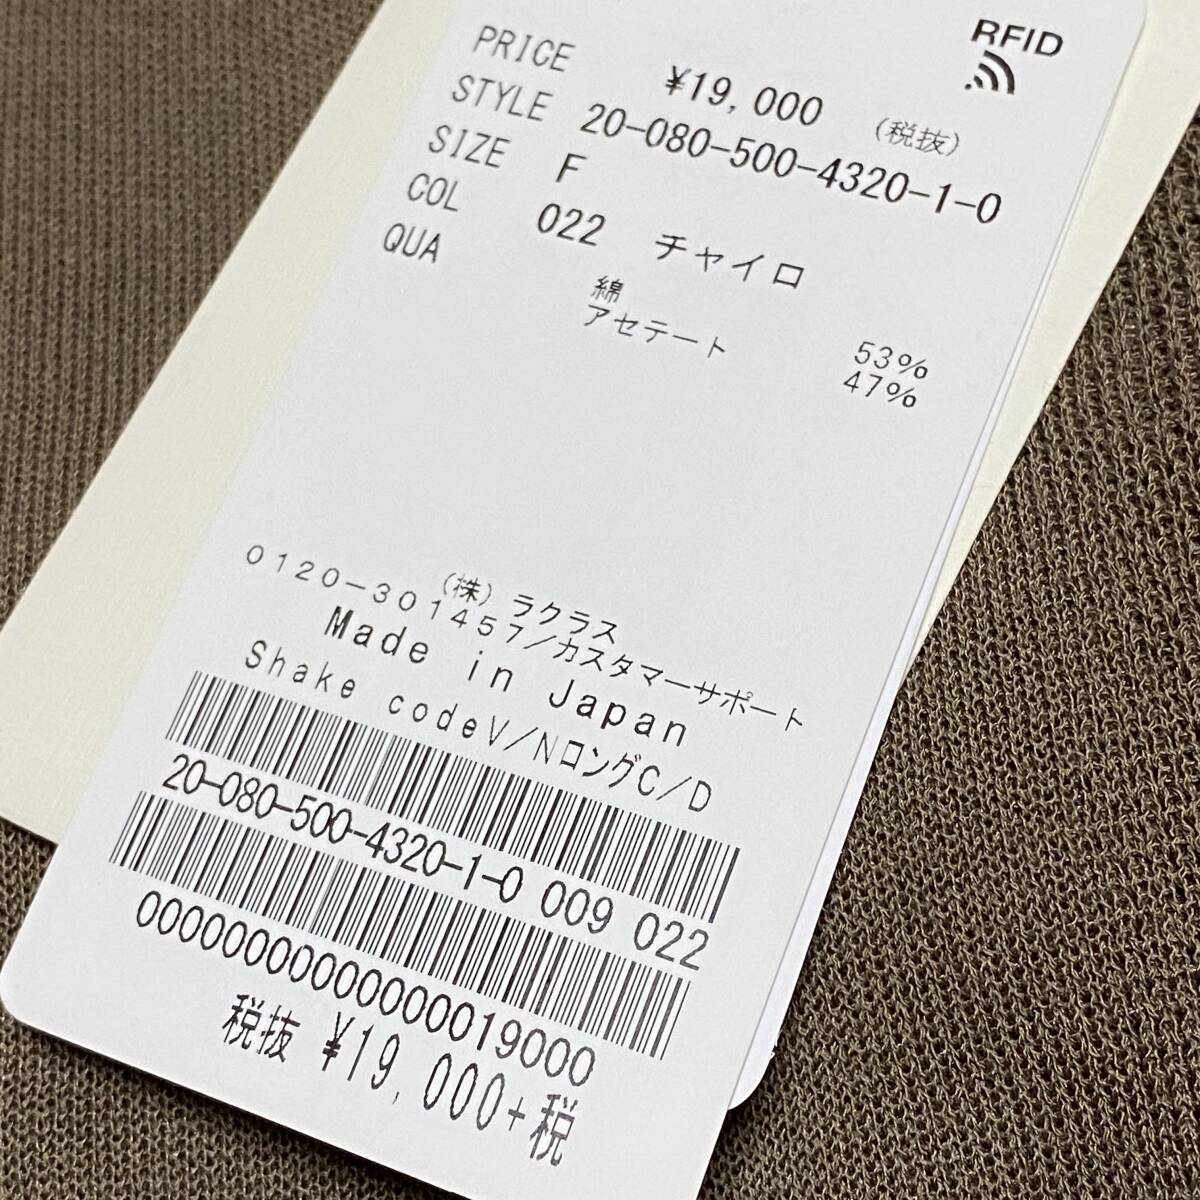 RFID
PRICE ¥19,000 (税抜)
STYLE 20-080-500-4320-1-0
SIZE F
COL 022 チャイロ
QUA
綿 53%
アセテート 47%
(株)ラクラス
0120-301457/カスタマーサポート
Made in Japan
Shake codeV/NロングC/D
20-080-500-4320-1-0 009 022
0000000000000019000
税抜 ¥19,000+税